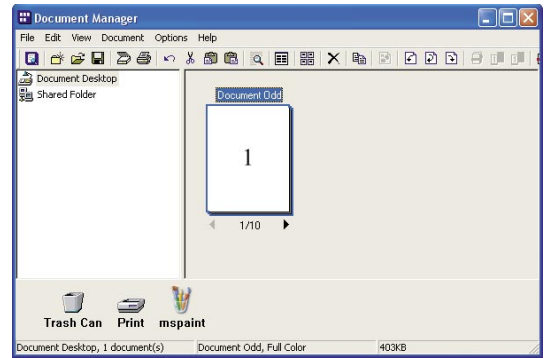 Document Manager
File Edit View Document Options Help
Document Desktop
Shared Folder
Document Odd
1
1/10
Trash Can Print mspaint
Document Desktop, 1 document(s) Document Odd, Full Color 403KB